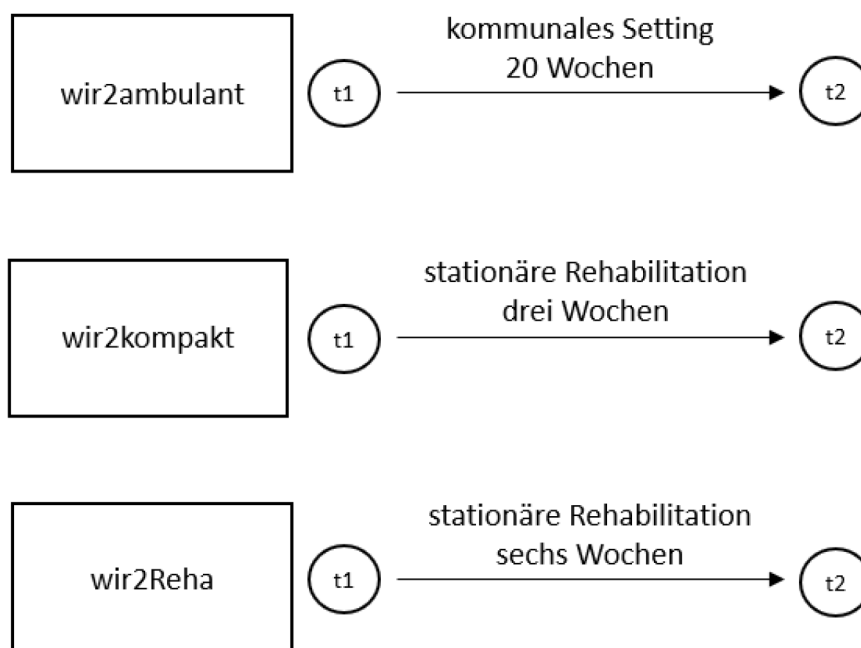 kommunales Setting
20 Wochen
wir2ambulant
t1
t2
stationäre Rehabilitation
drei Wochen
wir2kompakt
t1
t2
stationäre Rehabilitation
sechs Wochen
wir2Reha
t1
t2